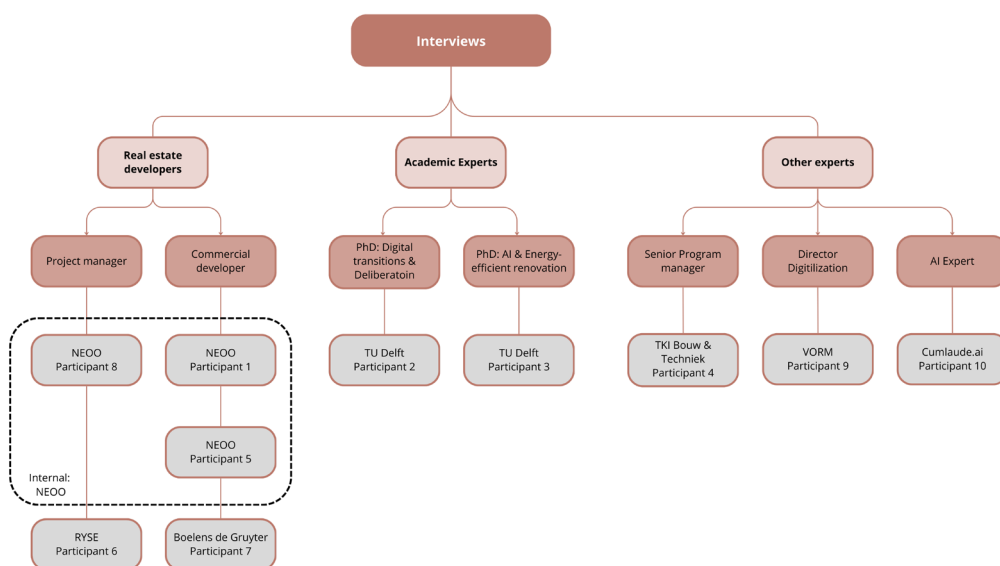 Interviews
Real estate
developers
Academic Experts
Other experts
Project manager
Commercial
developer
PhD: Digital
transitions &
Deliberatoin
PhD: AI & Energy-
efficient renovation
Senior Program
manager
Director
Digitilization
AI Expert
NEOO
Participant 8
NEOO
Participant 1
TU Delft
Participant 2
TU Delft
Participant 3
TKI Bouw &
Techniek
Participant 4
VORM
Participant 9
Cumlaude.ai
Participant 10
NEOO
Participant 5
Internal:
NEOO
RYSE
Participant 6
Boelens de Gruyter
Participant 7